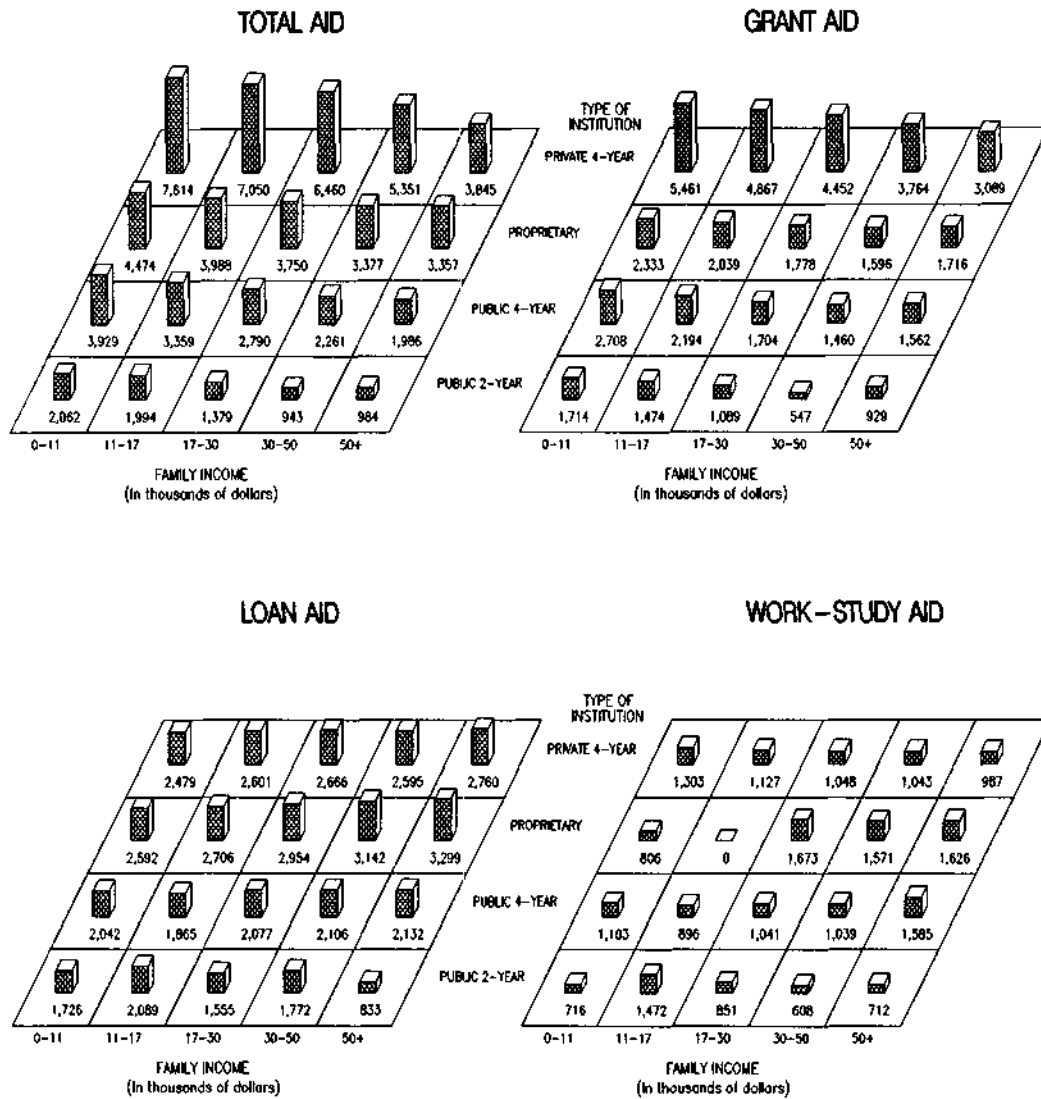 TOTAL AID
GRANT AID
TYPE OF
INSTITUTION
PRIVATE 4-YEAR
7,614 7,050 6,460 5,351 3,845
5,461 4,867 4,452 3,764 3,089
PROPRIETARY
4,474 3,988 3,750 3,377 3,357
2,333 2,039 1,778 1,596 1,716
PUBLIC 4-YEAR
3,929 3,359 2,790 2,261 1,986
2,708 2,194 1,704 1,460 1,562
PUBLIC 2-YEAR
2,062 1,994 1,379 943 984
1,714 1,474 1,089 547 929
0-11 11-17 17-30 30-50 50+
0-11 11-17 17-30 30-50 50+
FAMILY INCOME
(In thousands of dollars)
FAMILY INCOME
(In thousands of dollars)
LOAN AID
WORK-STUDY AID
TYPE OF
INSTITUTION
PRIVATE 4-YEAR
2,479 2,601 2,666 2,595 2,760
1,303 1,127 1,048 1,043 987
PROPRIETARY
2,592 2,706 2,954 3,142 3,299
806 0 1,673 1,571 1,626
PUBLIC 4-YEAR
2,042 1,865 2,077 2,106 2,132
1,103 896 1,041 1,039 1,585
PUBLIC 2-YEAR
1,726 2,089 1,555 1,772 833
716 1,472 851 608 712
0-11 11-17 17-30 30-50 50+
0-11 11-17 17-30 30-50 50+
FAMILY INCOME
(In thousands of dollars)
FAMILY INCOME
(In thousands of dollars)